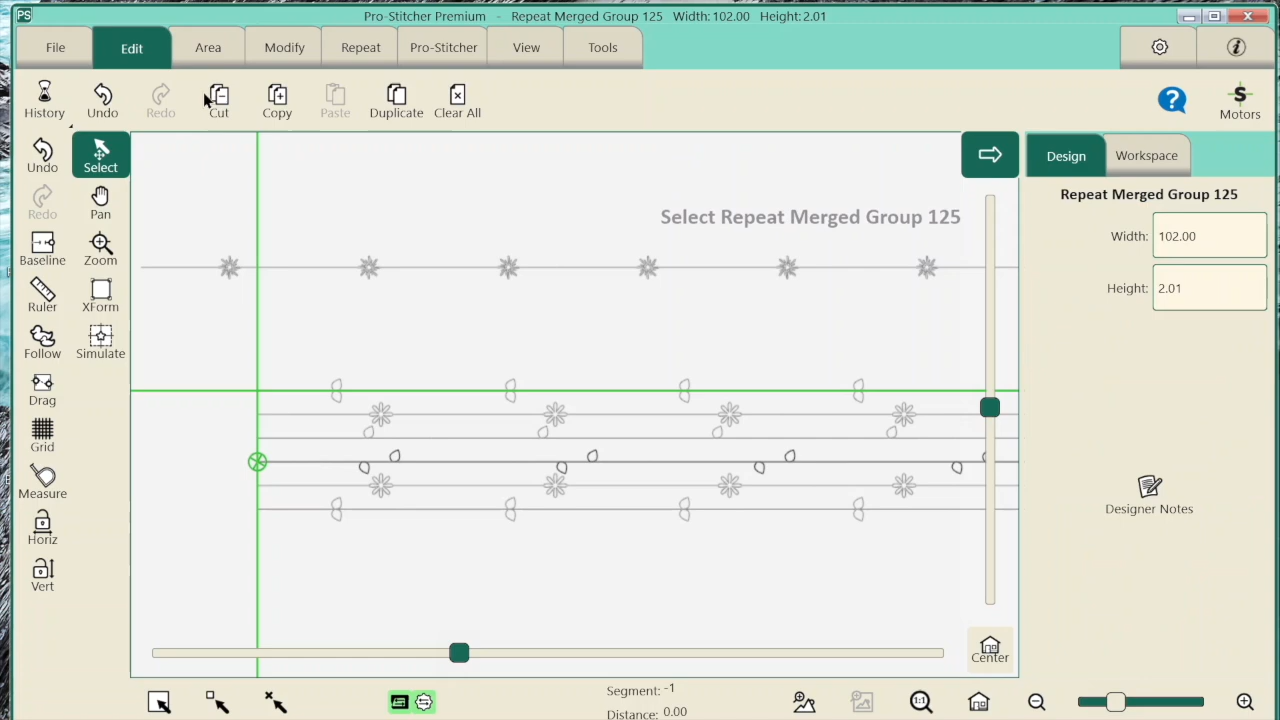 PS Pro-Stitcher Premium - Repeat Merged Group 125 Width: 102.00 Height: 2.01
File Edit Area Modify Repeat Pro-Stitcher View Tools
History Undo Redo Cut Copy Paste Duplicate Clear All Motors
Undo Select
Redo Pan
Baseline Zoom
Ruler XForm
Follow Simulate
Drag
Grid
Measure
Horiz
Vert
Select Repeat Merged Group 125
Center
Design Workspace
Repeat Merged Group 125
Width: 102.00
Height: 2.01
Designer Notes
Segment: -1
Distance: 0.00
1:1